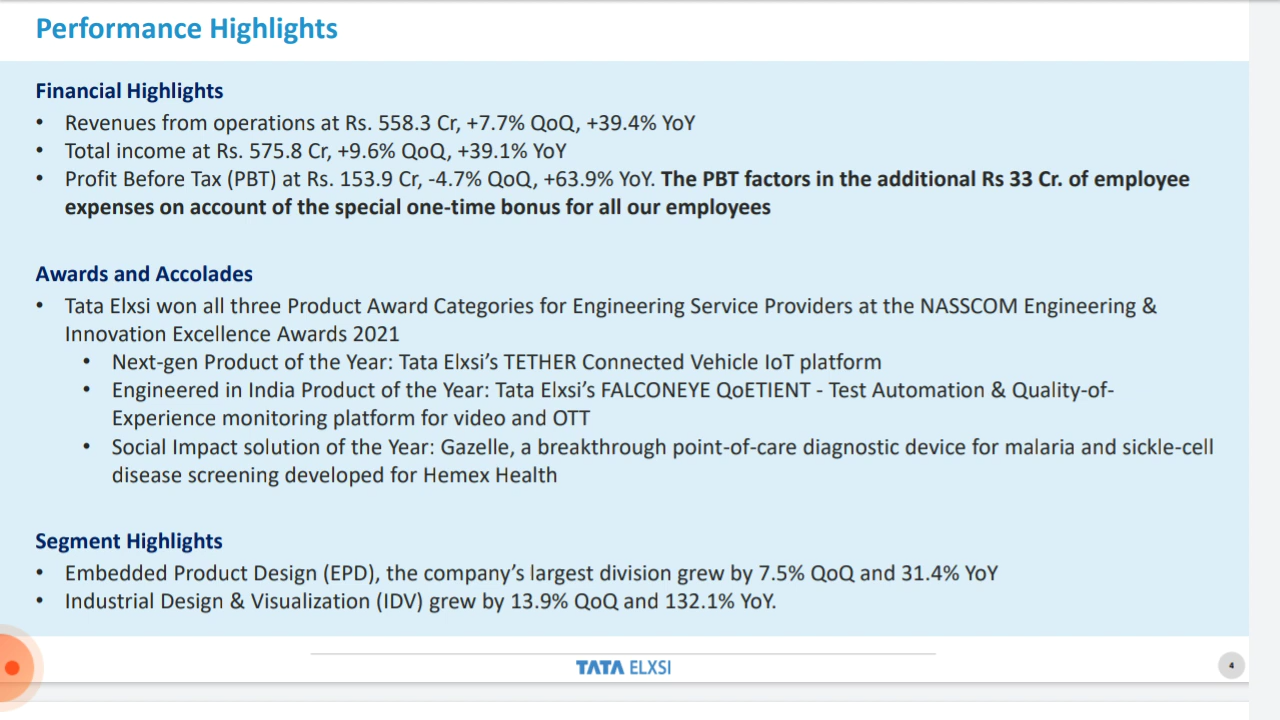 Performance Highlights
Financial Highlights
• Revenues from operations at Rs. 558.3 Cr, +7.7% QoQ, +39.4% YoY
• Total income at Rs. 575.8 Cr, +9.6% QoQ, +39.1% YoY
• Profit Before Tax (PBT) at Rs. 153.9 Cr, -4.7% QoQ, +63.9% YoY. The PBT factors in the additional Rs 33 Cr. of employee
expenses on account of the special one-time bonus for all our employees
Awards and Accolades
• Tata Elxsi won all three Product Award Categories for Engineering Service Providers at the NASSCOM Engineering &
Innovation Excellence Awards 2021
• Next-gen Product of the Year: Tata Elxsi’s TETHER Connected Vehicle IoT platform
• Engineered in India Product of the Year: Tata Elxsi’s FALCONEYE QoETIENT - Test Automation & Quality-of-
Experience monitoring platform for video and OTT
• Social Impact solution of the Year: Gazelle, a breakthrough point-of-care diagnostic device for malaria and sickle-cell
disease screening developed for Hemex Health
Segment Highlights
• Embedded Product Design (EPD), the company’s largest division grew by 7.5% QoQ and 31.4% YoY
• Industrial Design & Visualization (IDV) grew by 13.9% QoQ and 132.1% YoY.
TATA ELXSI
4